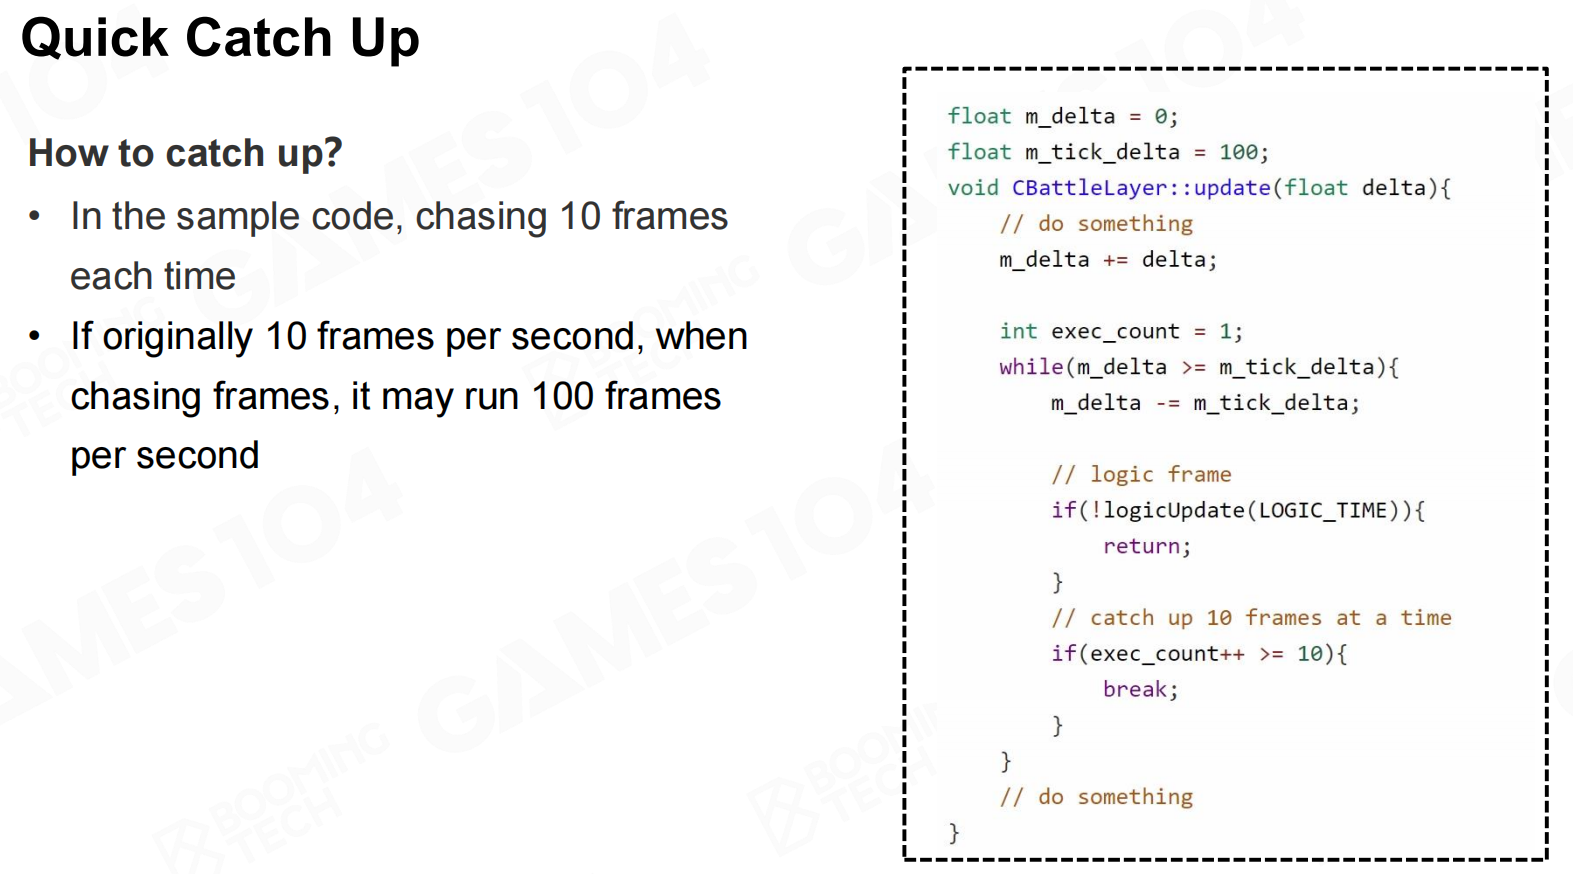 Quick Catch Up
How to catch up?
• In the sample code, chasing 10 frames
each time
• If originally 10 frames per second, when
chasing frames, it may run 100 frames
per second
float m_delta = 0;
float m_tick_delta = 100;
void CBattleLayer::update(float delta){
// do something
m_delta += delta;
int exec_count = 1;
while(m_delta >= m_tick_delta){
m_delta -= m_tick_delta;
// logic frame
if(!logicUpdate(LOGIC_TIME)){
return;
}
// catch up 10 frames at a time
if(exec_count++ >= 10){
break;
}
}
// do something
}
GAMES104
BOOMING
TECH